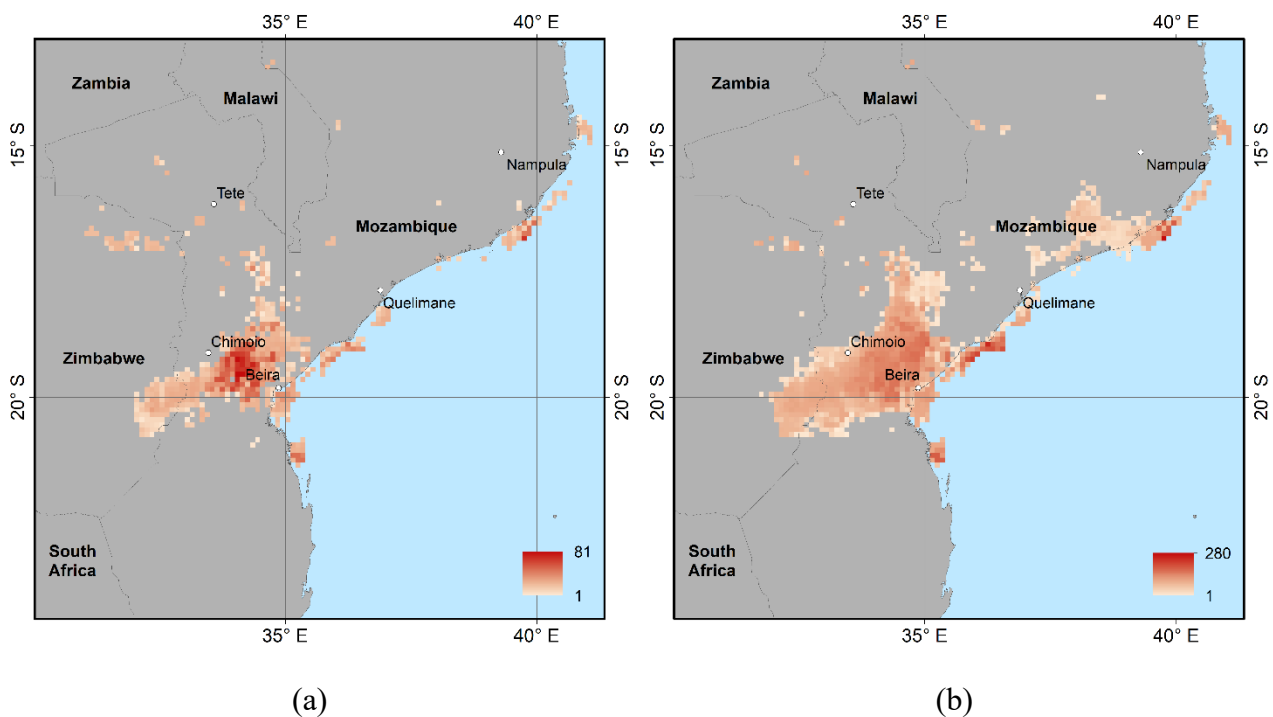 35° E
40° E
35° E
40° E
Zambia
Malawi
15° S
Nampula
Tete
Mozambique
Quelimane
Chimoio
Zimbabwe
Beira
20° S
South
Africa
81
1
35° E
40° E
Zambia
Malawi
15° S
15° S
Nampula
Tete
Mozambique
Quelimane
Chimoio
Zimbabwe
Beira
20° S
20° S
South
Africa
280
1
35° E
40° E
(a)
(b)